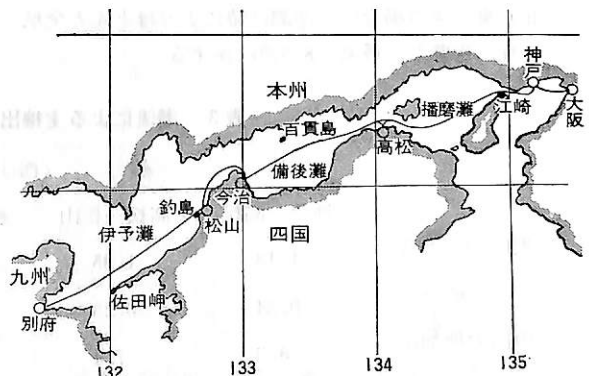 神戸
大阪
本州
播磨灘
江崎
百貫島
高松
備後灘
今治
釣島
松山
伊予灘
四国
九州
佐田岬
別府
132
133
134
135